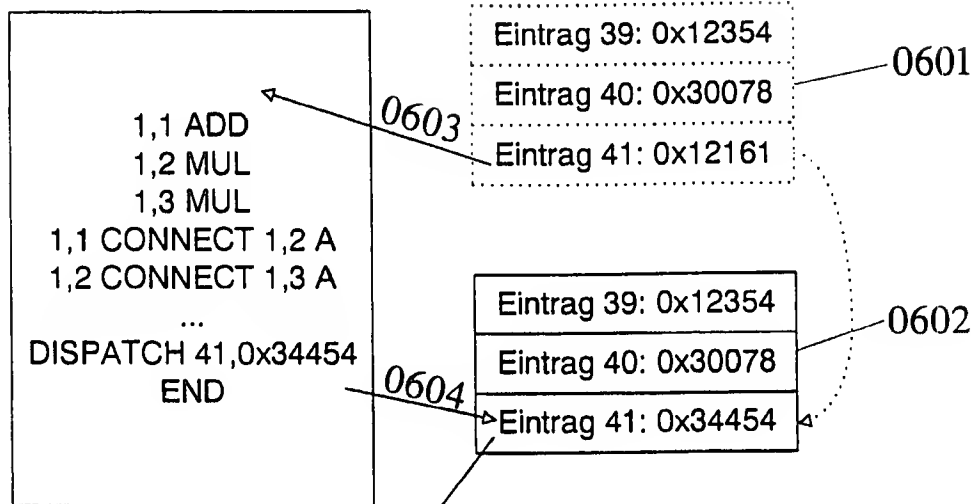 1,1 ADD
1,2 MUL
1,3 MUL
1,1 CONNECT 1,2 A
1,2 CONNECT 1,3 A
...
DISPATCH 41,0x34454
END
0603
0604
Eintrag 39: 0x12354
Eintrag 40: 0x30078
Eintrag 41: 0x12161
0601
Eintrag 39: 0x12354
Eintrag 40: 0x30078
Eintrag 41: 0x34454
0602